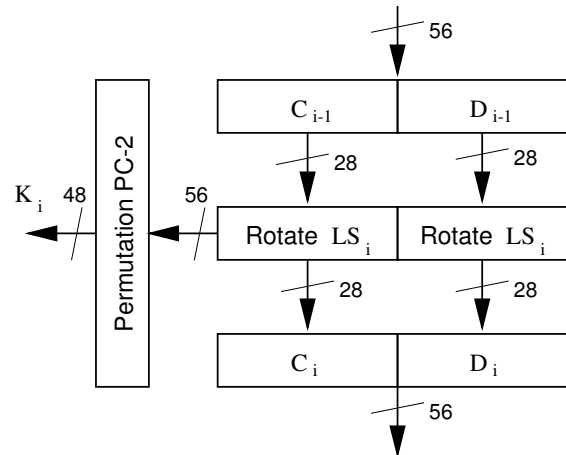 56
C i-1 D i-1
28 28
Permutation PC-2
K i 48 56 Rotate LS i Rotate LS i
28 28
C i D i
56